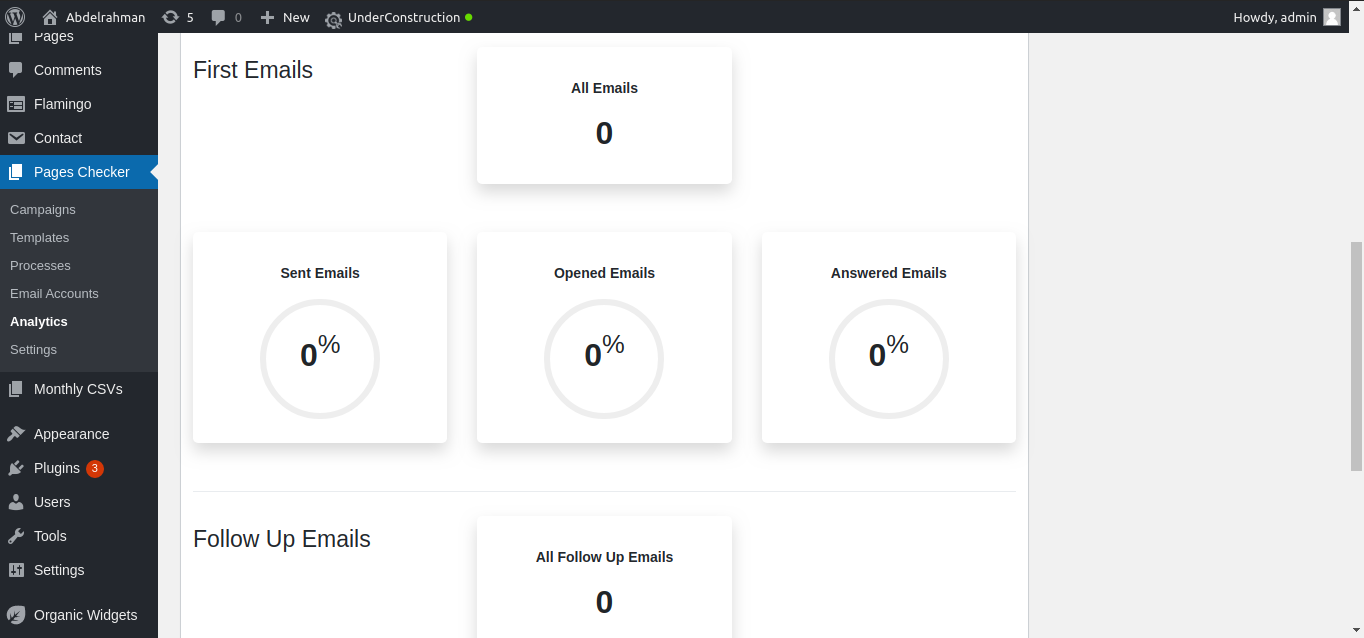 Abdelrahman 5 0 New UnderConstruction Howdy, admin
Pages
Comments
Flamingo
Contact
Pages Checker
Campaigns
Templates
Processes
Email Accounts
Analytics
Settings
Monthly CSVs
Appearance
Plugins 3
Users
Tools
Settings
Organic Widgets
First Emails
All Emails
0
Sent Emails
0%
Opened Emails
0%
Answered Emails
0%
Follow Up Emails
All Follow Up Emails
0